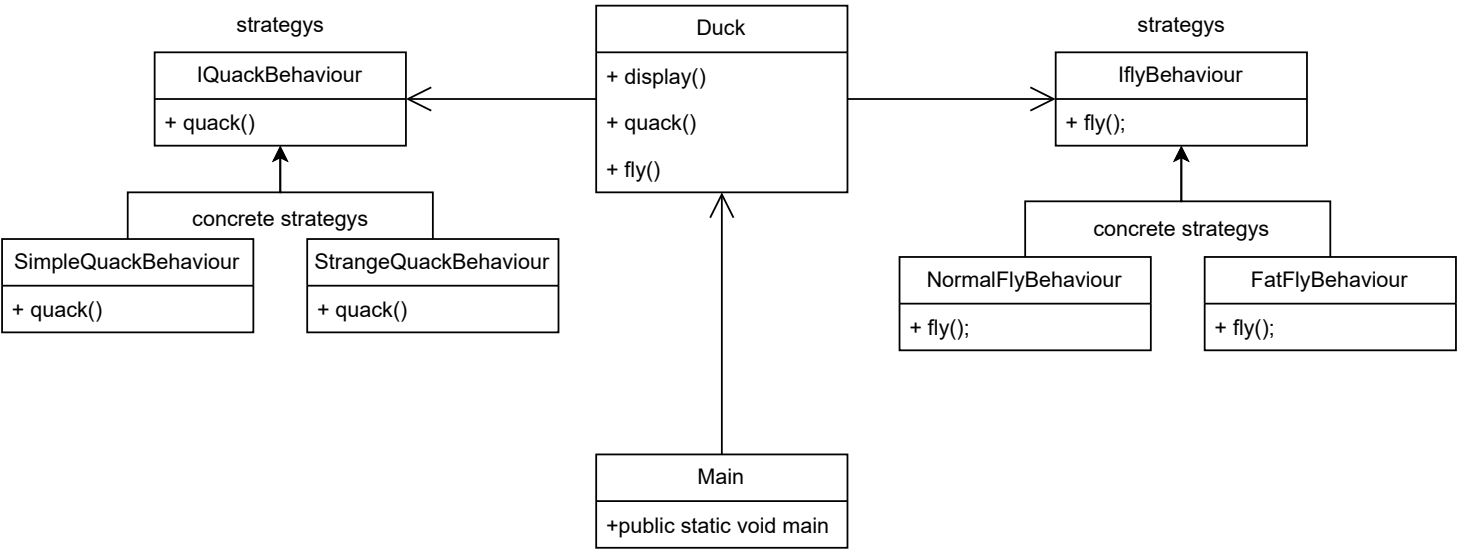 strategys
IQuackBehaviour
+ quack()
concrete strategys
SimpleQuackBehaviour
+ quack()
StrangeQuackBehaviour
+ quack()
Duck
+ display()
+ quack()
+ fly()
strategys
IflyBehaviour
+ fly();
concrete strategys
NormalFlyBehaviour
+ fly();
FatFlyBehaviour
+ fly();
Main
+public static void main